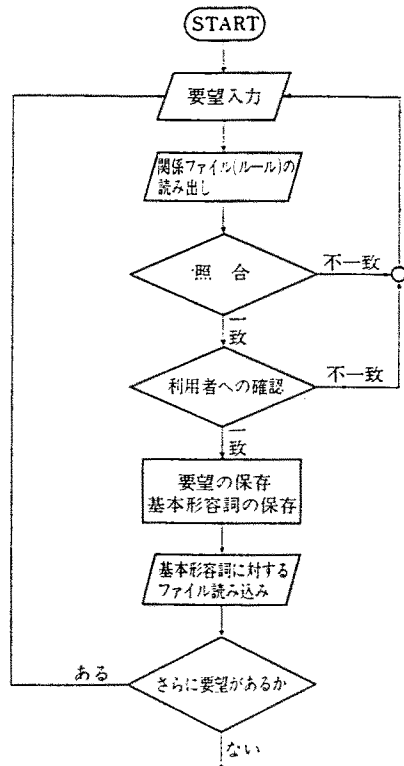 START
要望入力
関係ファイル(ルール)の
読み出し
照 合
不一致
一致
利用者への確認
不一致
一致
要望の保存
基本形容詞の保存
基本形容詞に対する
ファイル読み込み
さらに要望があるか
ある
ない